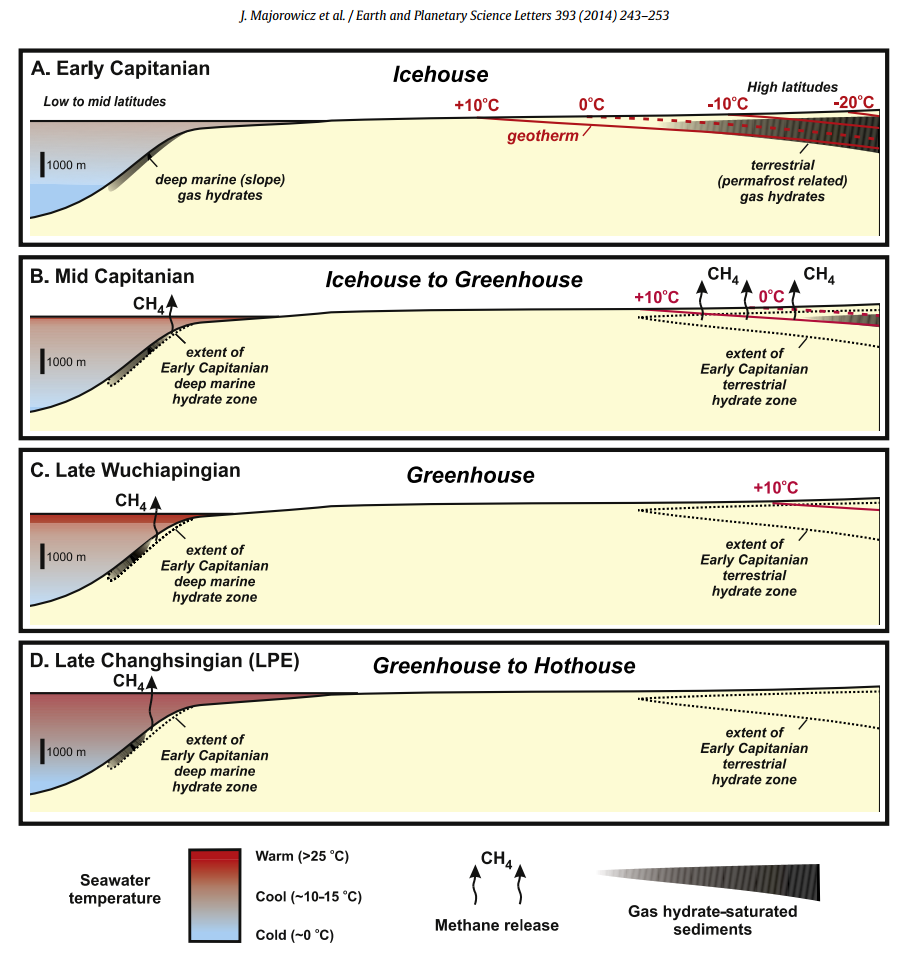 J. Majorowicz et al. / Earth and Planetary Science Letters 393 (2014) 243–253
A. Early Capitanian
Icehouse
Low to mid latitudes
High latitudes
+10°C
0°C
-10°C
-20°C
geotherm
1000 m
deep marine (slope)
gas hydrates
terrestrial
(permafrost related)
gas hydrates
B. Mid Capitanian
Icehouse to Greenhouse
CH4
CH4
CH4
+10°C
0°C
1000 m
extent of
Early Capitanian
deep marine
hydrate zone
extent of
Early Capitanian
terrestrial
hydrate zone
C. Late Wuchiapingian
Greenhouse
CH4
+10°C
1000 m
extent of
Early Capitanian
deep marine
hydrate zone
extent of
Early Capitanian
terrestrial
hydrate zone
D. Late Changhsingian (LPE)
Greenhouse to Hothouse
CH4
1000 m
extent of
Early Capitanian
deep marine
hydrate zone
extent of
Early Capitanian
terrestrial
hydrate zone
Seawater
temperature
Warm (>25 °C)
Cool (~10-15 °C)
Cold (~0 °C)
CH4
Methane release
Gas hydrate-saturated
sediments